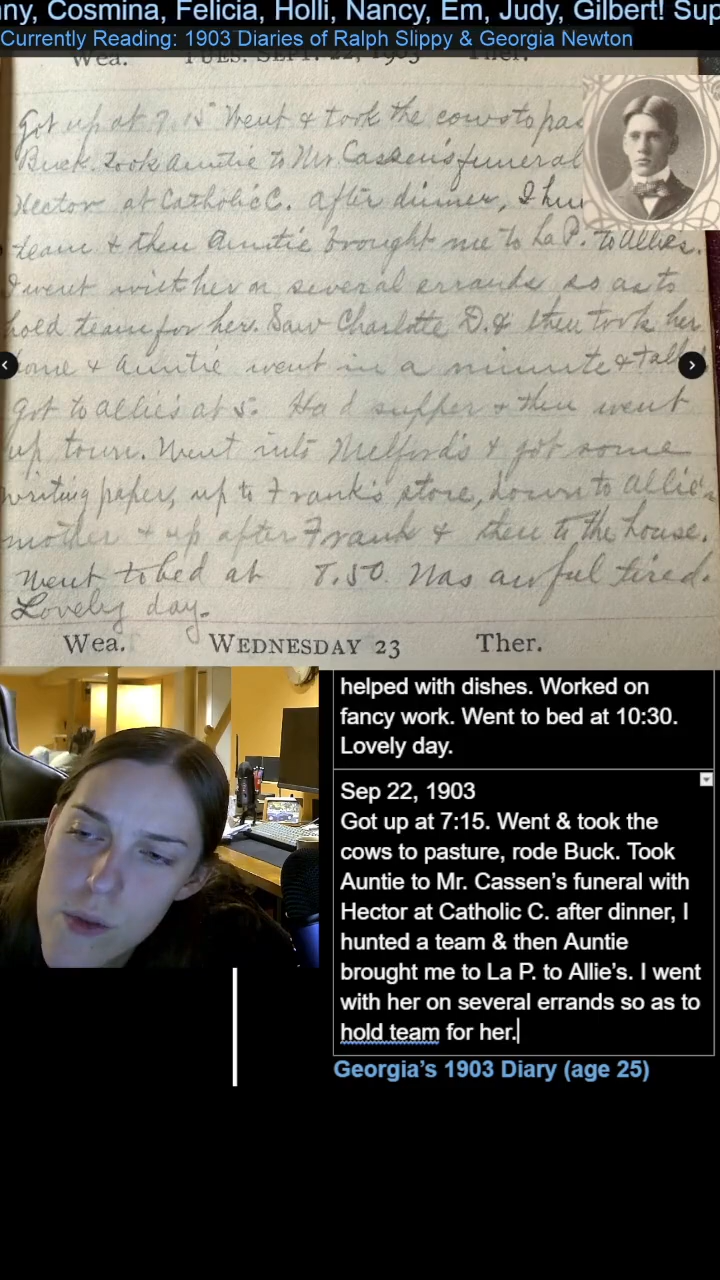 nny, Cosmina, Felicia, Holli, Nancy, Em, Judy, Gilbert! Sup
Currently Reading: 1903 Diaries of Ralph Slippy & Georgia Newton
Wea. TUES. SEPT. 22, 1903 Ther.
Got up at 7.15 Went & took the cows to pas
Buck. Took Auntie to Mr. Cassen's funeral
Hector at Catholic C. After dinner, I hu
team & then Auntie brought me to La P. to Allie's.
I went with her on several errands so as to
hold team for her. Saw Charlotte D. & then took her
home & Auntie went in a minute & talk
Got to Allie's at 5. Had supper & then went
up town. Went into Melford's & got some
writing paper, up to Frank's store, down to Allie's
mother & up after Frank & then to the house.
Went to bed at 8.50. Was awful tired.
Lovely day.
Wea. WEDNESDAY 23 Ther.
helped with dishes. Worked on
fancy work. Went to bed at 10:30.
Lovely day.
Sep 22, 1903
Got up at 7:15. Went & took the
cows to pasture, rode Buck. Took
Auntie to Mr. Cassen’s funeral with
Hector at Catholic C. after dinner, I
hunted a team & then Auntie
brought me to La P. to Allie’s. I went
with her on several errands so as to
hold team for her.
Georgia’s 1903 Diary (age 25)